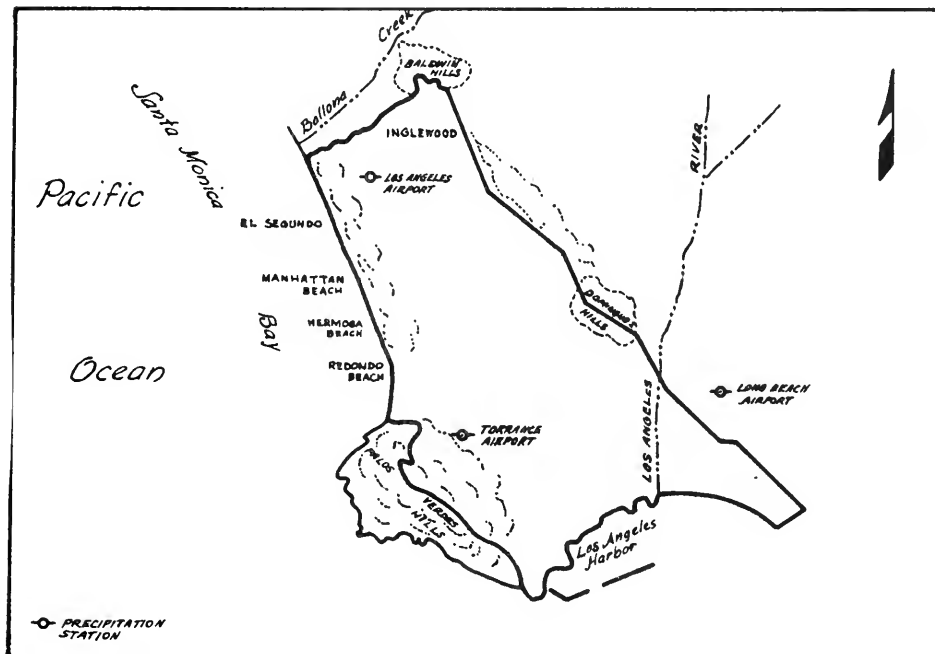 Creek
BALDWIN
HILLS
Ballona
Santa Monica
INGLEWOOD
RIVER
LOS ANGELES
AIRPORT
Pacific
EL SEGUNDO
MANHATTAN
BEACH
DOMINGUEZ
HILLS
HERMOSA
BEACH
Bay
REDONDO
BEACH
Ocean
LONG BEACH
AIRPORT
LOS ANGELES
TORRANCE
AIRPORT
PALOS
VERDES
HILLS
Los Angeles
Harbor
PRECIPITATION
STATION